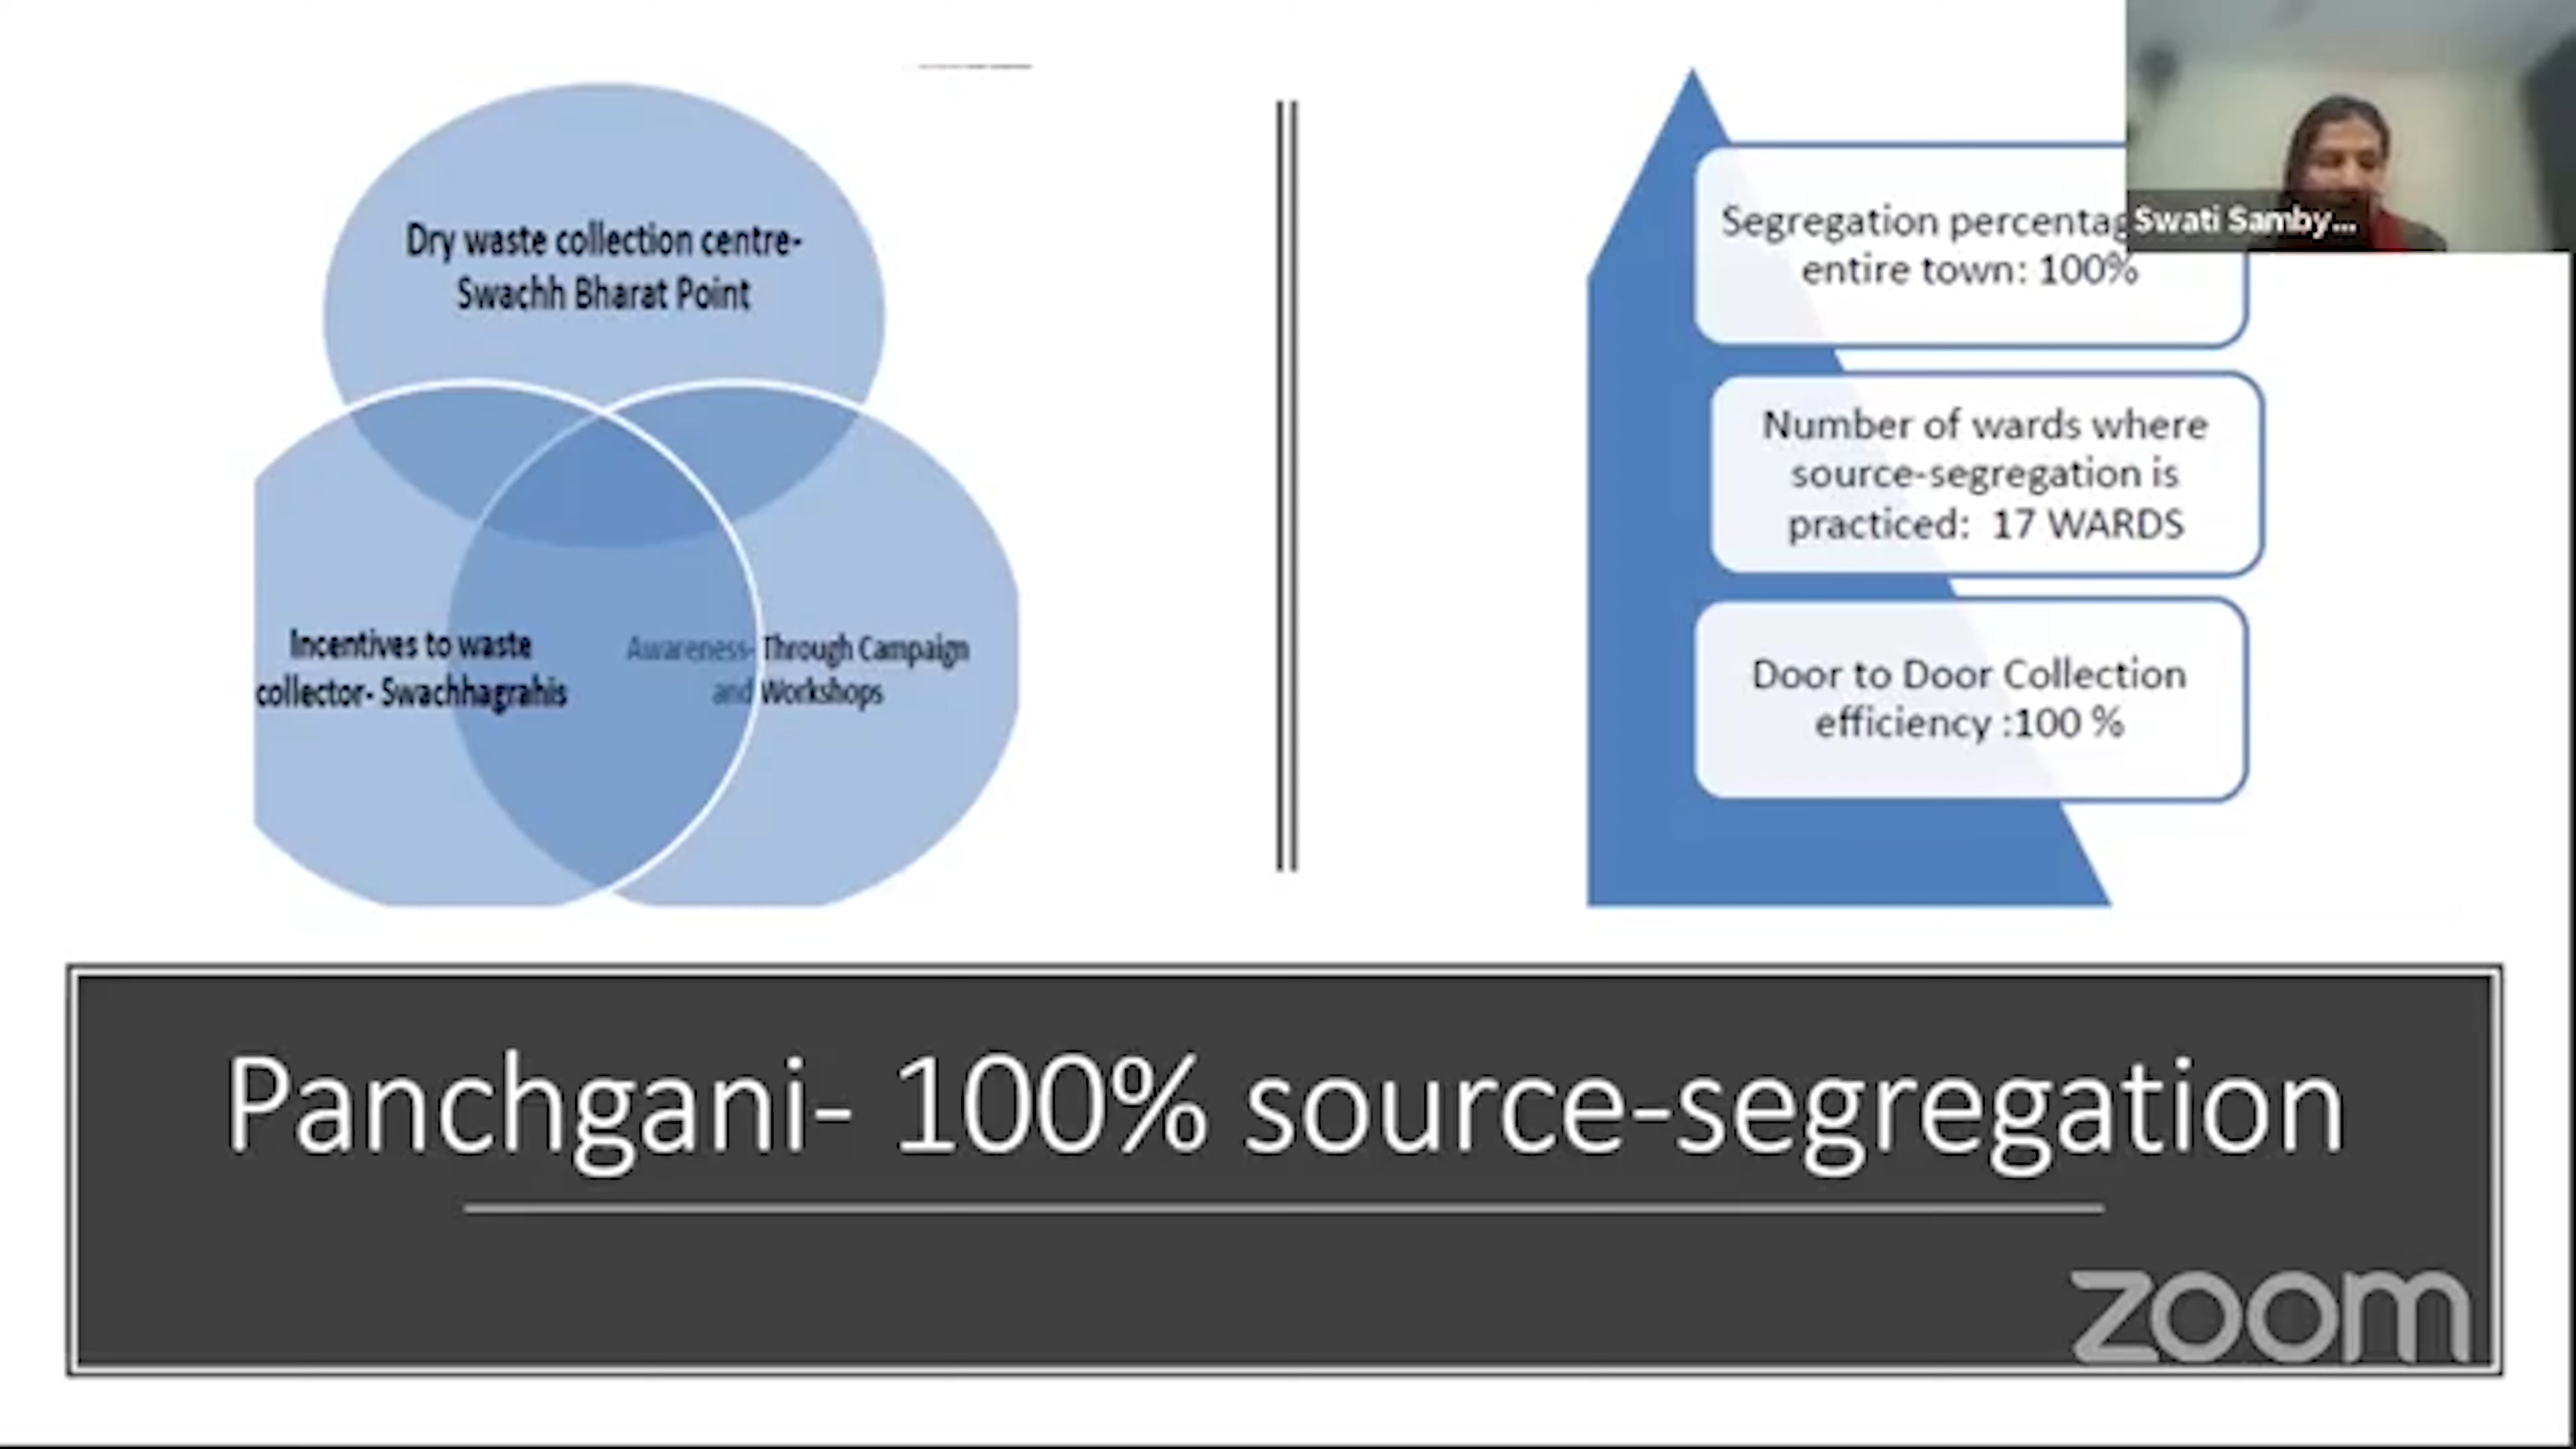 Dry waste collection centre-
Swachh Bharat Point
Incentives to waste
collector- Swachhagrahis
Awareness- Through Campaign
and Workshops
Segregation percentag
entire town: 100%
Number of wards where
source-segregation is
practiced: 17 WARDS
Door to Door Collection
efficiency :100 %
Swati Samby...
Panchgani- 100% source-segregation
zoom